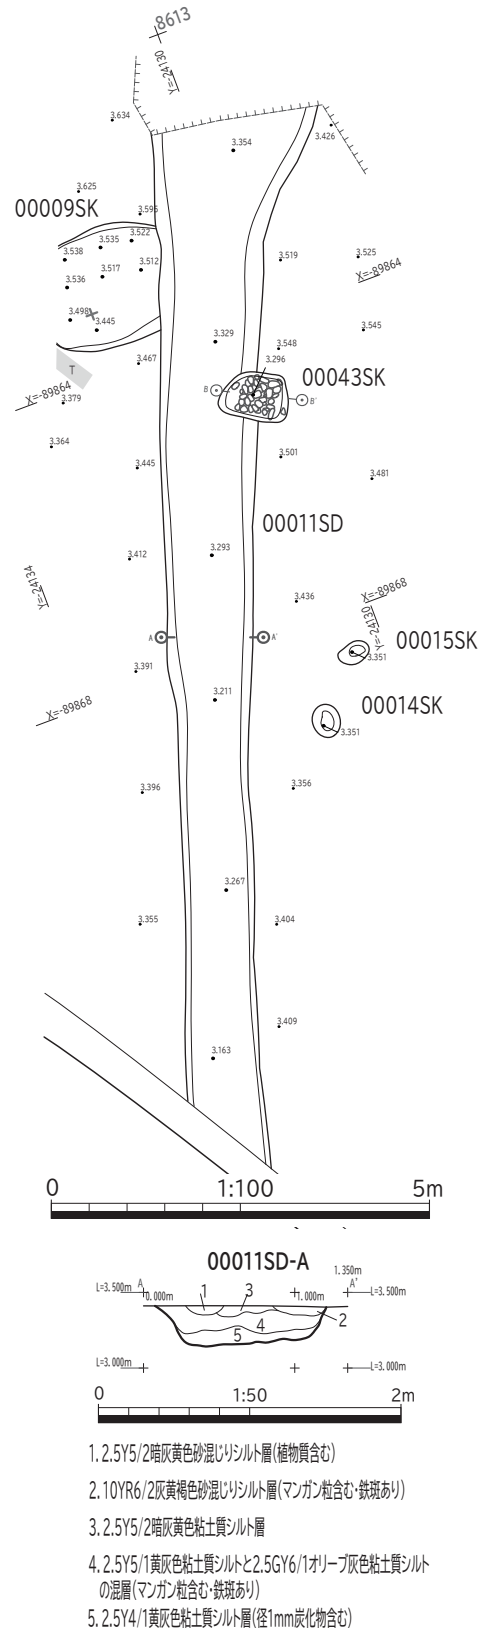 8613
Y=-24130
3.634
3.354
3.426
3.625
00009SK
3.595
3.522
3.535
3.538
3.512
3.517
3.536
3.519
3.525
X=-89864
3.498
3.445
3.329
3.545
3.548
3.467
T
3.296
00043SK
X=-89864
3.379
B
B'
3.364
3.445
3.501
3.481
00011SD
3.412
3.293
Y=-24134
3.436
X=-89868
Y=-24130
A
A'
00015SK
3.351
3.391
3.211
X=-89868
00014SK
3.351
3.396
3.356
3.267
3.355
3.404
3.409
3.163
0
1:100
5m
00011SD-A
1.350m
L=3.500m
A
A'
L=3.500m
0.000m
1
3
1.000m
2
4
5
L=3.000m
L=3.000m
0
1:50
2m
1. 2.5Y5/2暗灰黄色砂混じりシルト層(植物質含む)
2. 10YR6/2灰黄褐色砂混じりシルト層(マンガン粒含む・鉄斑あり)
3. 2.5Y5/2暗灰黄色粘土質シルト層
4. 2.5Y5/1黄灰色粘土質シルトと2.5GY6/1オリーブ灰色粘土質シルト
の混層(マンガン粒含む・鉄斑あり)
5. 2.5Y4/1黄灰色粘土質シルト層(径1mm炭化物含む)